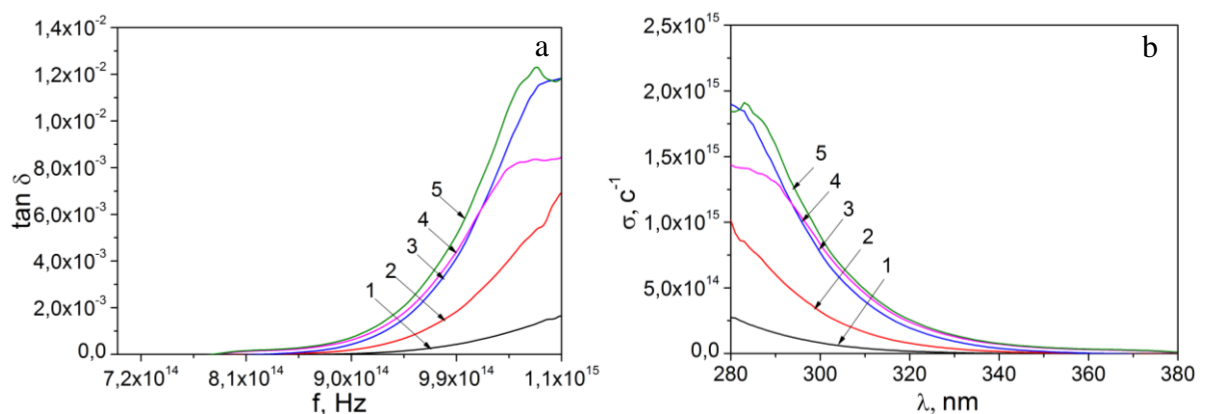 a
1,4x10⁻²
1,2x10⁻²
1,0x10⁻²
8,0x10⁻³
6,0x10⁻³
4,0x10⁻³
2,0x10⁻³
0,0
tan δ
5
4
3
2
1
7,2x10¹⁴ 8,1x10¹⁴ 9,0x10¹⁴ 9,9x10¹⁴ 1,1x10¹⁵
f, Hz
b
2,5x10¹⁵
2,0x10¹⁵
1,5x10¹⁵
1,0x10¹⁵
5,0x10¹⁴
0,0
σ, c⁻¹
5
4
3
2
1
280 300 320 340 360 380
λ, nm